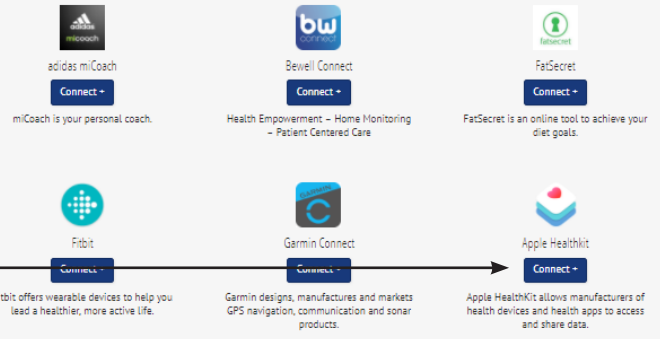 adidas
micoach
bw
connect
fatsecret
adidas miCoach
Bewell Connect
FatSecret
Connect +
Connect +
Connect +
miCoach is your personal coach.
Health Empowerment – Home Monitoring
– Patient Centered Care
FatSecret is an online tool to achieve your
diet goals.
Fitbit
Garmin Connect
Apple Healthkit
Connect +
Connect +
Connect +
tbit offers wearable devices to help you
lead a healthier, more active life.
Garmin designs, manufactures and markets
GPS navigation, communication and sonar
products.
Apple HealthKit allows manufacturers of
health devices and health apps to access
and share data.